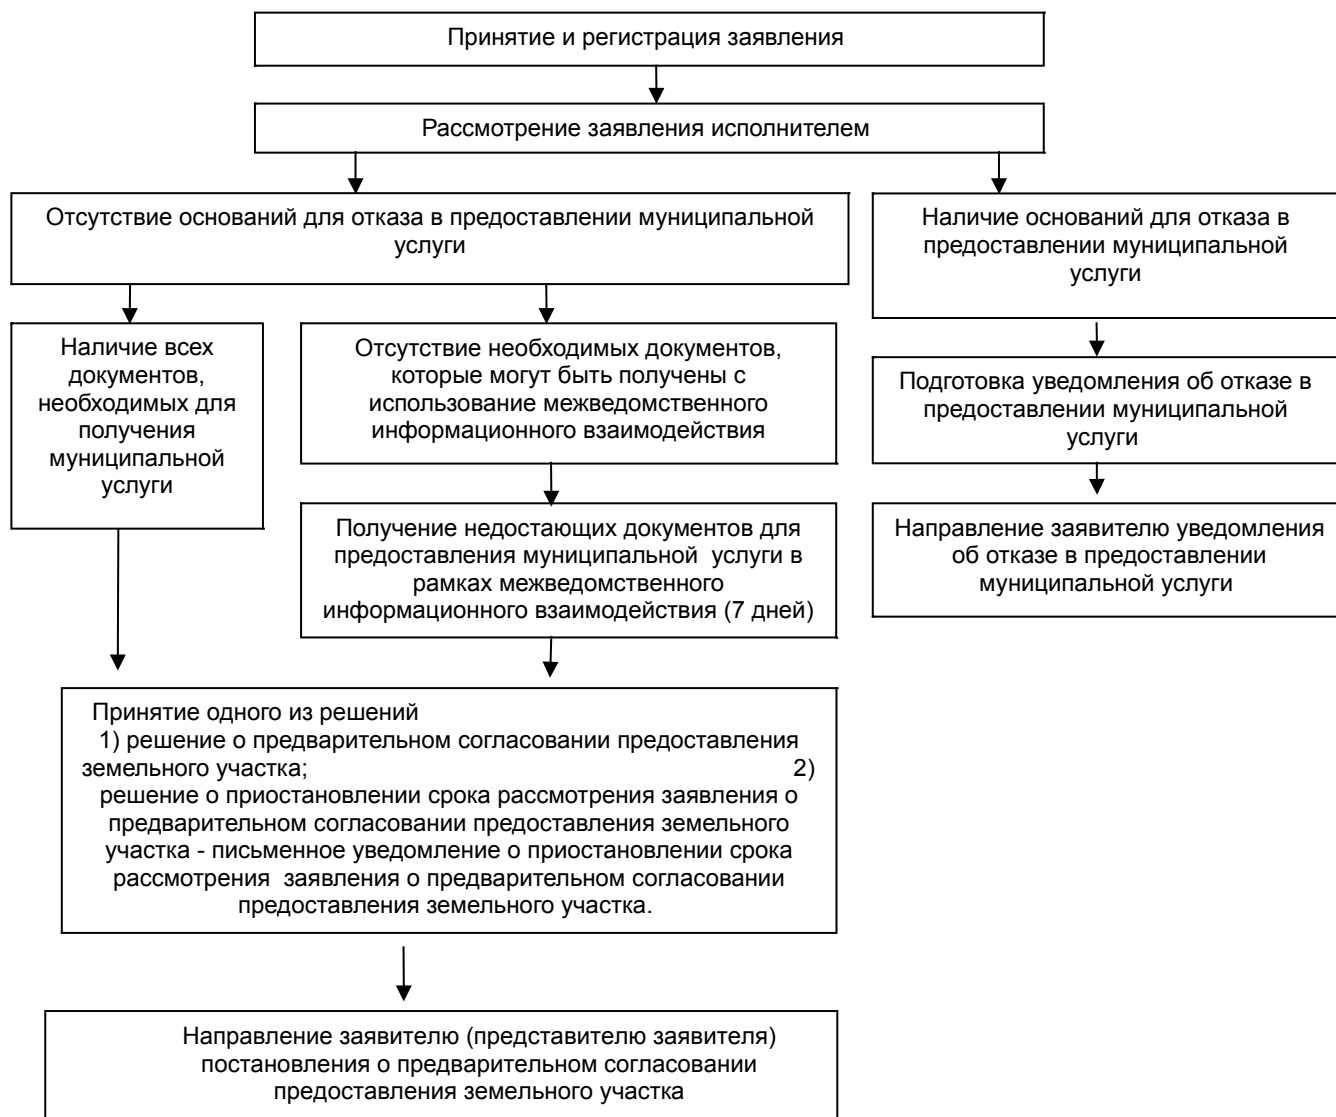 Принятие и регистрация заявления
Рассмотрение заявления исполнителем
Отсутствие оснований для отказа в предоставлении муниципальной
услуги
Наличие оснований для отказа в
предоставлении муниципальной
услуги
Наличие всех
документов,
необходимых для
получения
муниципальной
услуги
Отсутствие необходимых документов,
которые могут быть получены с
использование межведомственного
информационного взаимодействия
Подготовка уведомления об отказе в
предоставлении муниципальной
услуги
Получение недостающих документов для
предоставления муниципальной услуги в
рамках межведомственного
информационного взаимодействия (7 дней)
Направление заявителю уведомления
об отказе в предоставлении
муниципальной услуги
Принятие одного из решений
1) решение о предварительном согласовании предоставления
земельного участка; 2)
решение о приостановлении срока рассмотрения заявления о
предварительном согласовании предоставления земельного
участка - письменное уведомление о приостановлении срока
рассмотрения заявления о предварительном согласовании
предоставления земельного участка.
Направление заявителю (представителю заявителя)
постановления о предварительном согласовании
предоставления земельного участка